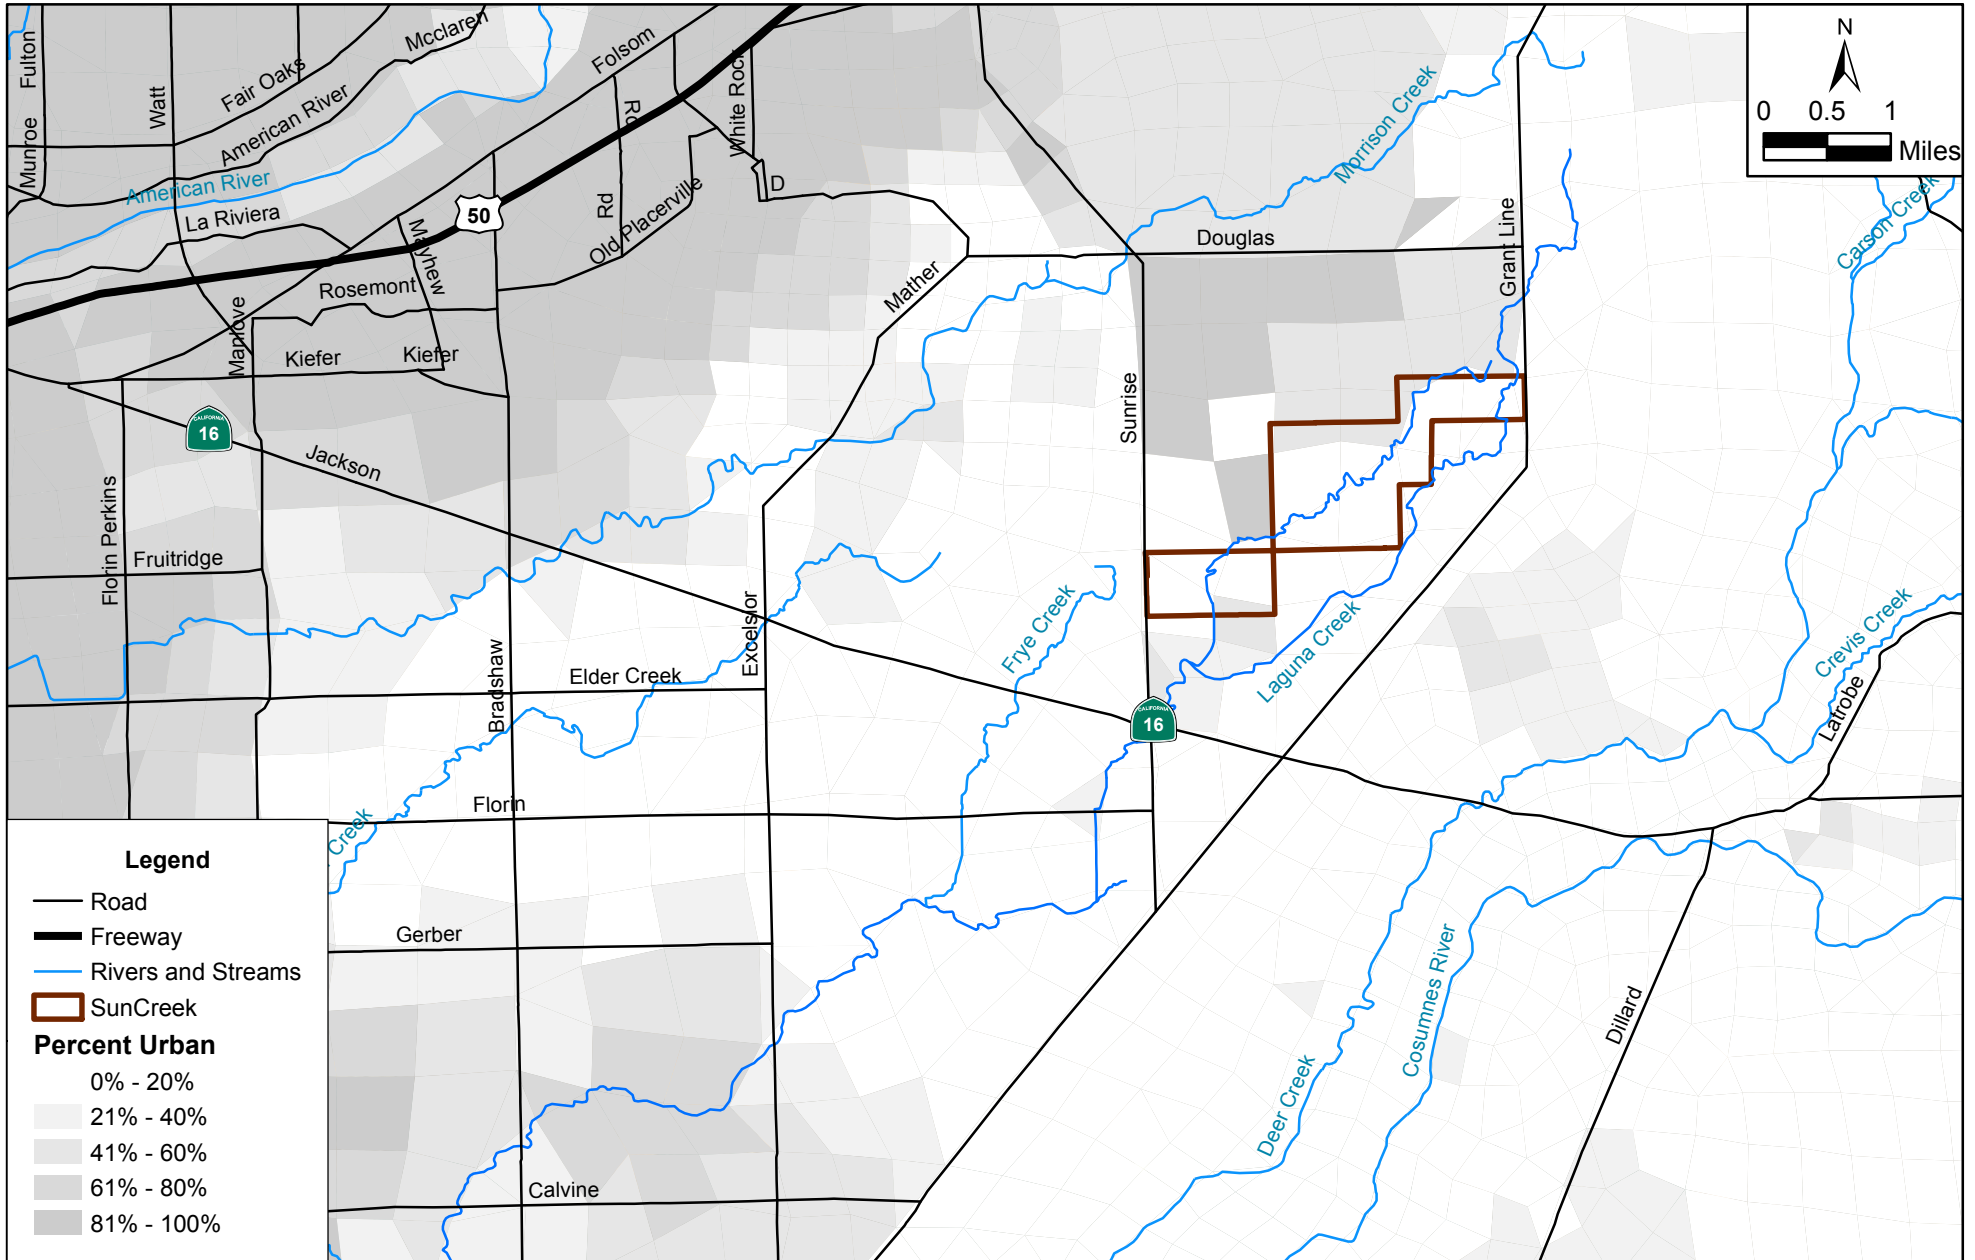 Fulton
Munroe
Watt
Fair Oaks
Mcclaren
American River
American River
La Riviera
Folsom
50
Mayhew
Rosemont
Manlove
Kiefer
Kiefer
Rd
Old Placerville
White Rock
D
Mather
Douglas
Morrison Creek
Grant Line
N
0 0.5 1
Miles
Carson Creek
CALIFORNIA
16
Jackson
Florin Perkins
Fruitridge
Sunrise
Excelsior
Bradshaw
Elder Creek
Frye Creek
Laguna Creek
CALIFORNIA
16
Crevis Creek
Latrobe
Florin
Creek
Gerber
Calvine
Deer Creek
Cosumnes River
Dillard
Legend
Road
Freeway
Rivers and Streams
SunCreek
Percent Urban
0% - 20%
21% - 40%
41% - 60%
61% - 80%
81% - 100%